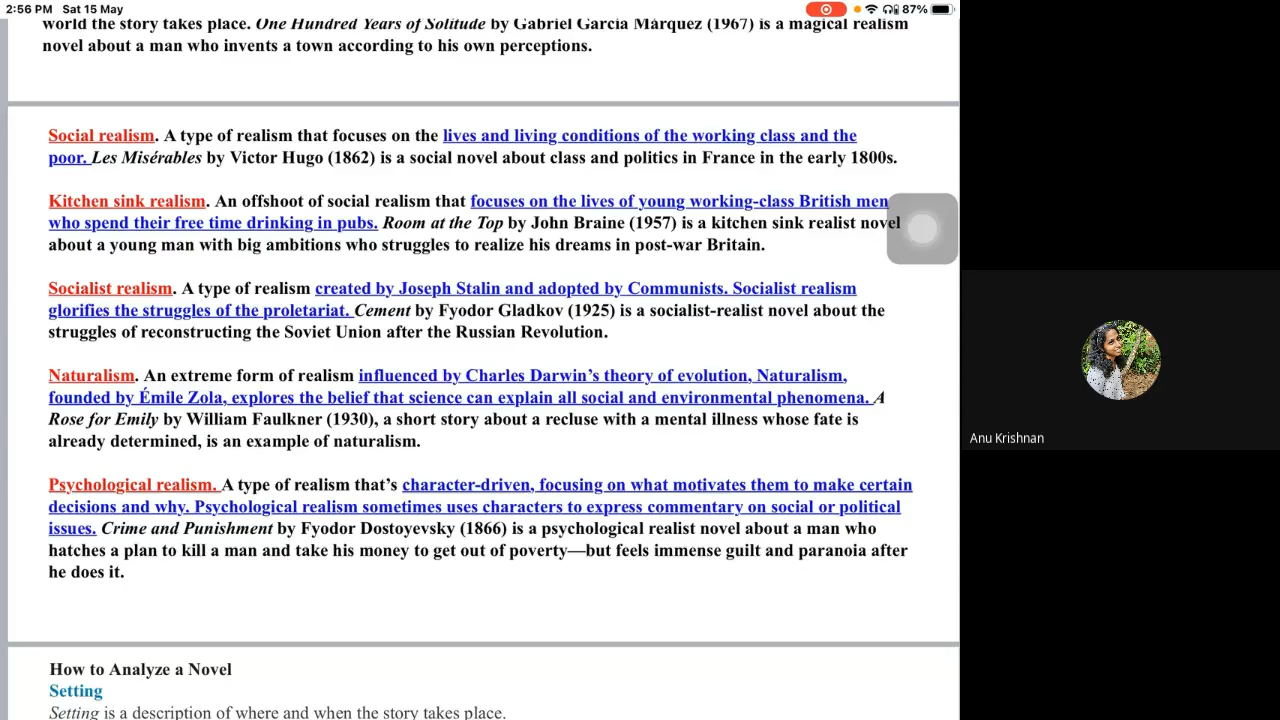 2:56 PM Sat 15 May
87%
world the story takes place. One Hundred Years of Solitude by Gabriel García Márquez (1967) is a magical realism
novel about a man who invents a town according to his own perceptions.
Social realism. A type of realism that focuses on the lives and living conditions of the working class and the
poor. Les Misérables by Victor Hugo (1862) is a social novel about class and politics in France in the early 1800s.
Kitchen sink realism. An offshoot of social realism that focuses on the lives of young working-class British men
who spend their free time drinking in pubs. Room at the Top by John Braine (1957) is a kitchen sink realist novel
about a young man with big ambitions who struggles to realize his dreams in post-war Britain.
Socialist realism. A type of realism created by Joseph Stalin and adopted by Communists. Socialist realism
glorifies the struggles of the proletariat. Cement by Fyodor Gladkov (1925) is a socialist-realist novel about the
struggles of reconstructing the Soviet Union after the Russian Revolution.
Naturalism. An extreme form of realism influenced by Charles Darwin’s theory of evolution, Naturalism,
founded by Émile Zola, explores the belief that science can explain all social and environmental phenomena. A
Rose for Emily by William Faulkner (1930), a short story about a recluse with a mental illness whose fate is
already determined, is an example of naturalism.
Psychological realism. A type of realism that’s character-driven, focusing on what motivates them to make certain
decisions and why. Psychological realism sometimes uses characters to express commentary on social or political
issues. Crime and Punishment by Fyodor Dostoyevsky (1866) is a psychological realist novel about a man who
hatches a plan to kill a man and take his money to get out of poverty—but feels immense guilt and paranoia after
he does it.
How to Analyze a Novel
Setting
Setting is a description of where and when the story takes place.
Anu Krishnan